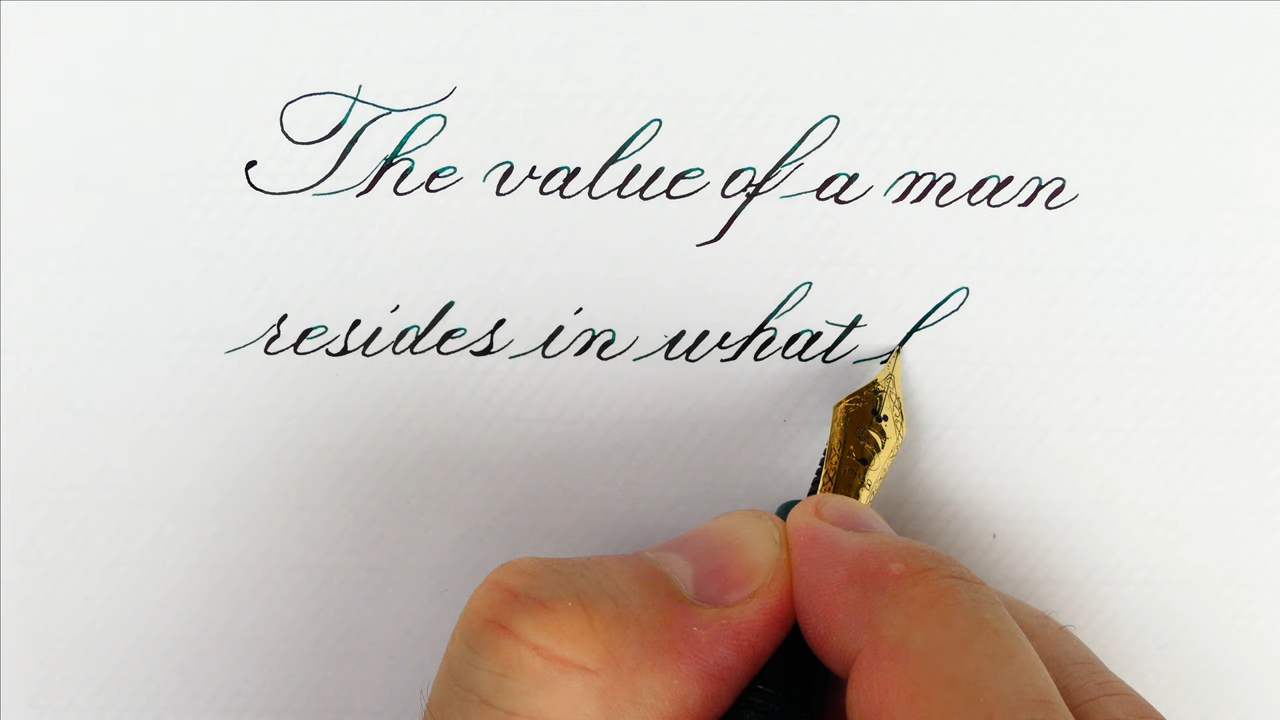 The value of a man
resides in what